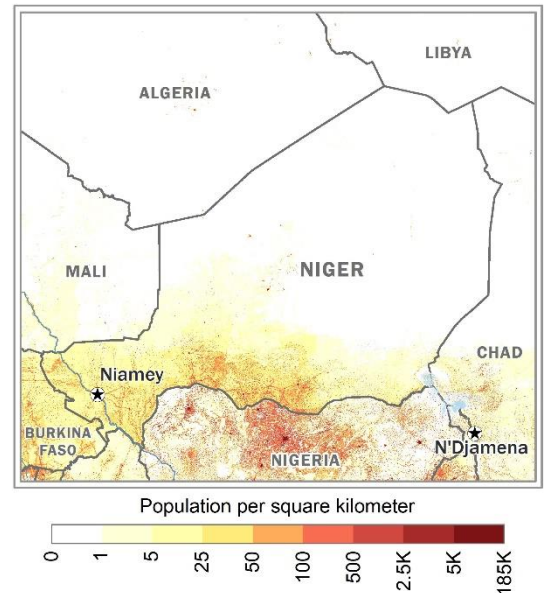 LIBYA
ALGERIA
MALI
NIGER
CHAD
Niamey
BURKINA
FASO
NIGERIA
N'Djamena
Population per square kilometer
0 1 5 25 50 100 500 2.5K 5K 185K